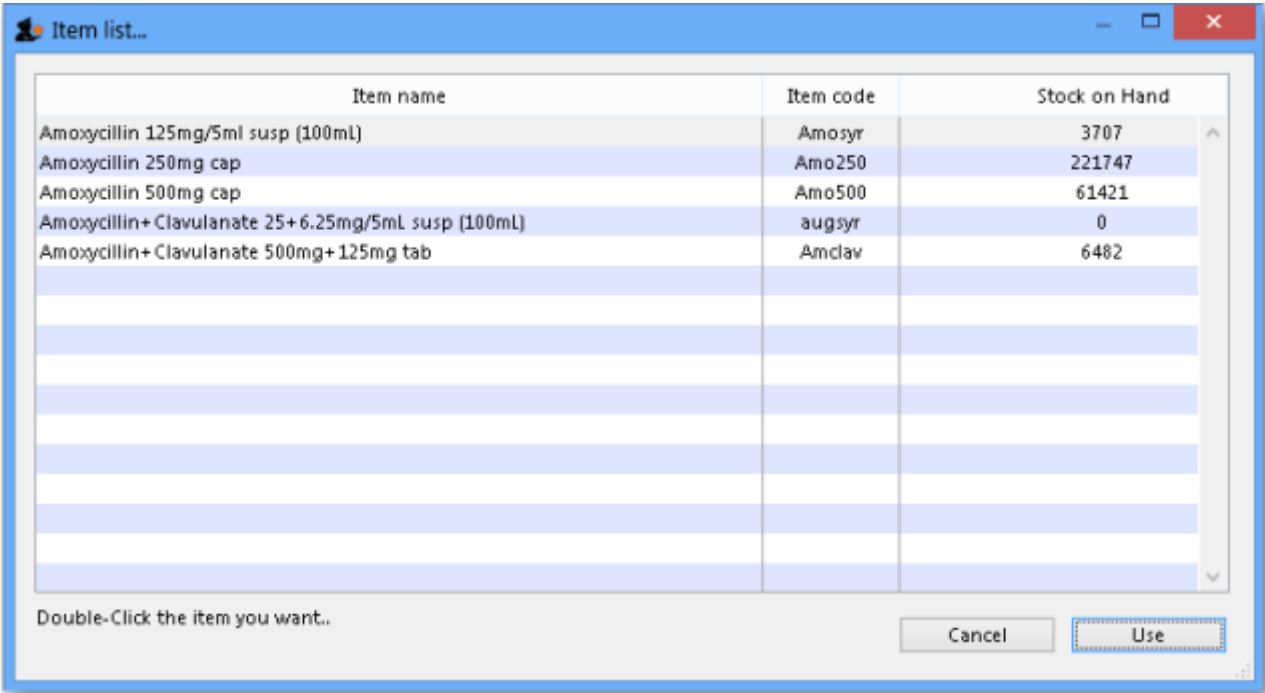 Item list...
Item name Item code Stock on Hand
Amoxycillin 125mg/5ml susp (100mL) Amosyr 3707
Amoxycillin 250mg cap Amo250 221747
Amoxycillin 500mg cap Amo500 61421
Amoxycillin+Clavulanate 25+6.25mg/5mL susp (100mL) augsyr 0
Amoxycillin+Clavulanate 500mg+125mg tab Amclav 6482
Double-Click the item you want..
Cancel Use